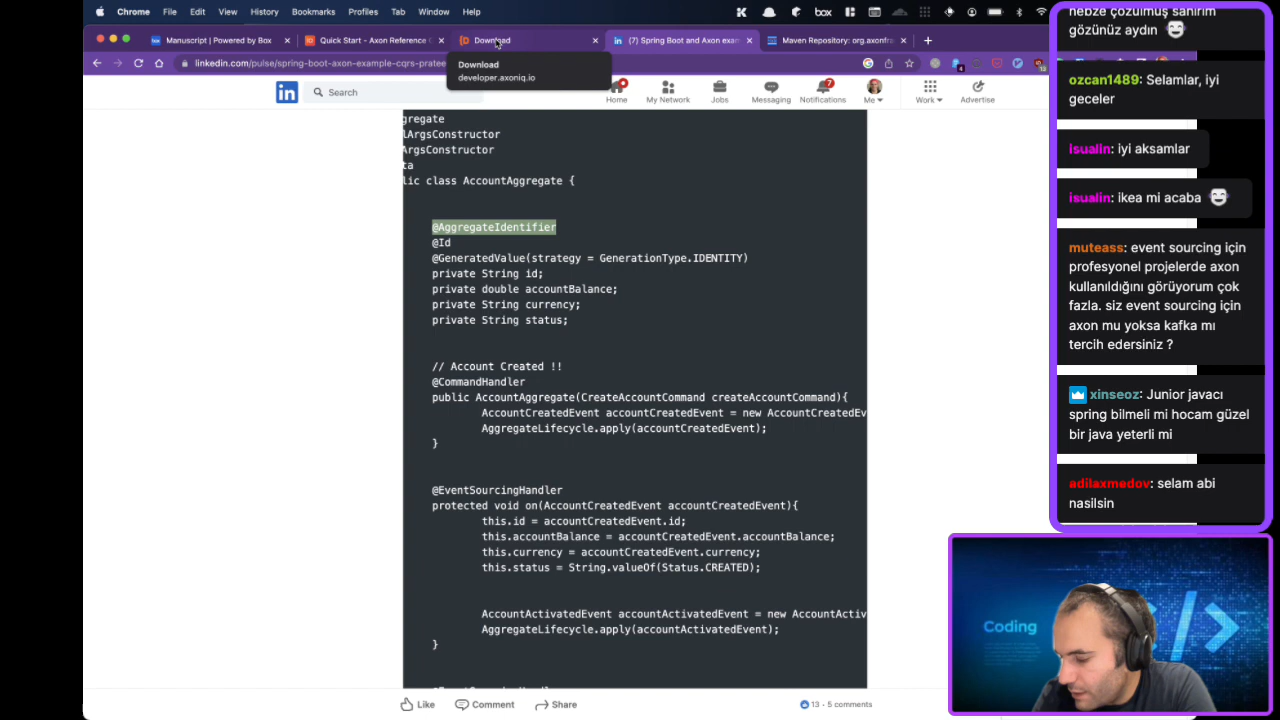 Chrome File Edit View History Bookmarks Profiles Tab Window Help
box
Manuscript | Powered by Box
Quick Start - Axon Reference G
Download
(7) Spring Boot and Axon exam
Maven Repository: org.axonfra
linkedin.com/pulse/spring-boot-axon-example-cqrs-pratee
Download
developer.axoniq.io
Search
Home
My Network
Jobs
Messaging
7
Notifications
Me
Work
Advertise
gregate
lArgsConstructor
ArgsConstructor
ta
lic class AccountAggregate {
@AggregateIdentifier
@Id
@GeneratedValue(strategy = GenerationType.IDENTITY)
private String id;
private double accountBalance;
private String currency;
private String status;
// Account Created !!
@CommandHandler
public AccountAggregate(CreateAccountCommand createAccountCommand){
AccountCreatedEvent accountCreatedEvent = new AccountCreatedEv
AggregateLifecycle.apply(accountCreatedEvent);
}
@EventSourcingHandler
protected void on(AccountCreatedEvent accountCreatedEvent){
this.id = accountCreatedEvent.id;
this.accountBalance = accountCreatedEvent.accountBalance;
this.currency = accountCreatedEvent.currency;
this.status = String.valueOf(Status.CREATED);
AccountActivatedEvent accountActivatedEvent = new AccountActiv
AggregateLifecycle.apply(accountActivatedEvent);
}
Like
Comment
Share
13 · 5 comments
nebze çözülmüş sanırım
gözünüz aydın
ozcan1489: Selamlar, iyi
geceler
isualin: iyi aksamlar
isualin: ikea mi acaba
muteass: event sourcing için
profesyonel projelerde axon
kullanıldığını görüyorum çok
fazla. siz event sourcing için
axon mu yoksa kafka mı
tercih edersiniz ?
xinseoz: Junior javacı
spring bilmeli mi hocam güzel
bir java yeterli mi
adilaxmedov: selam abi
nasilsin
Coding